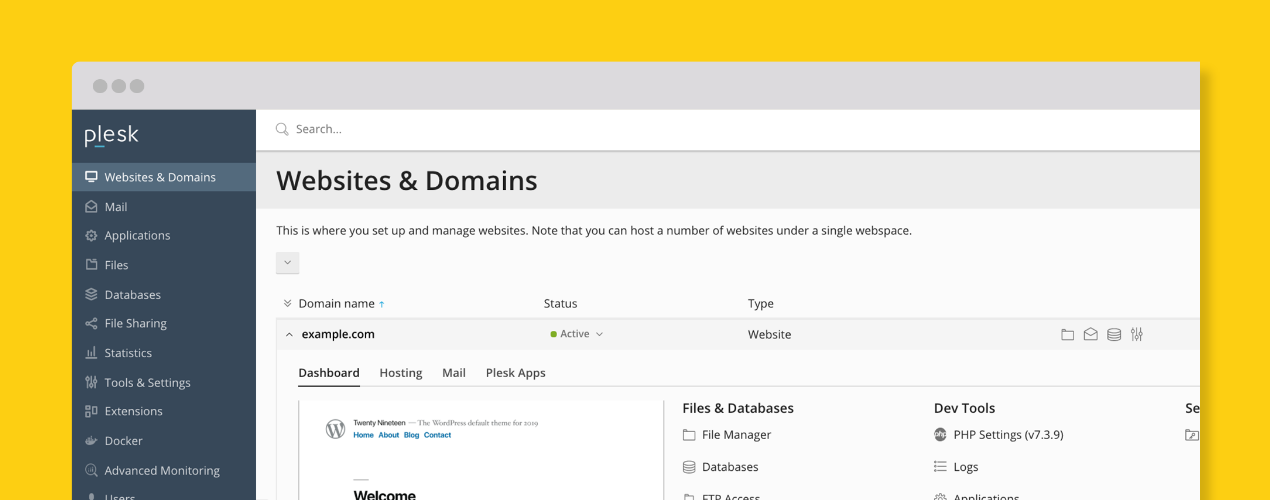 plesk
Search...
Websites & Domains
Mail
Applications
Files
Databases
File Sharing
Statistics
Tools & Settings
Extensions
Docker
Advanced Monitoring
Users
Websites & Domains
This is where you set up and manage websites. Note that you can host a number of websites under a single webspace.
Domain name Status Type
example.com Active Website
Dashboard Hosting Mail Plesk Apps
Twenty Nineteen — The WordPress default theme for 2019
Home About Blog Contact
Welcome
Files & Databases
File Manager
Databases
FTP Access
Dev Tools
php PHP Settings (v7.3.9)
Logs
Applications
Se